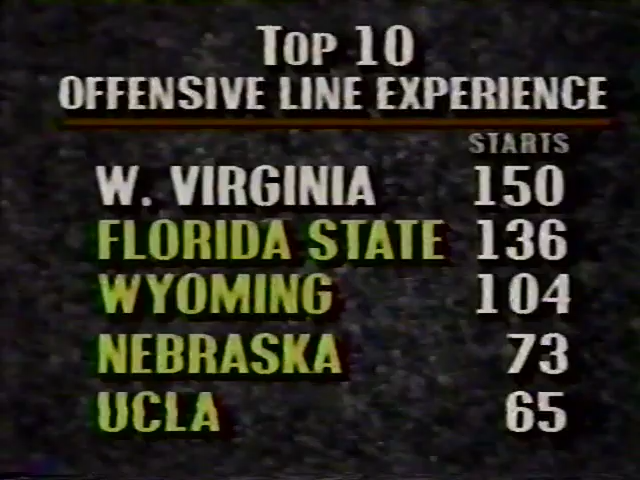 TOP 10
OFFENSIVE LINE EXPERIENCE
STARTS
W. VIRGINIA 150
FLORIDA STATE 136
WYOMING 104
NEBRASKA 73
UCLA 65